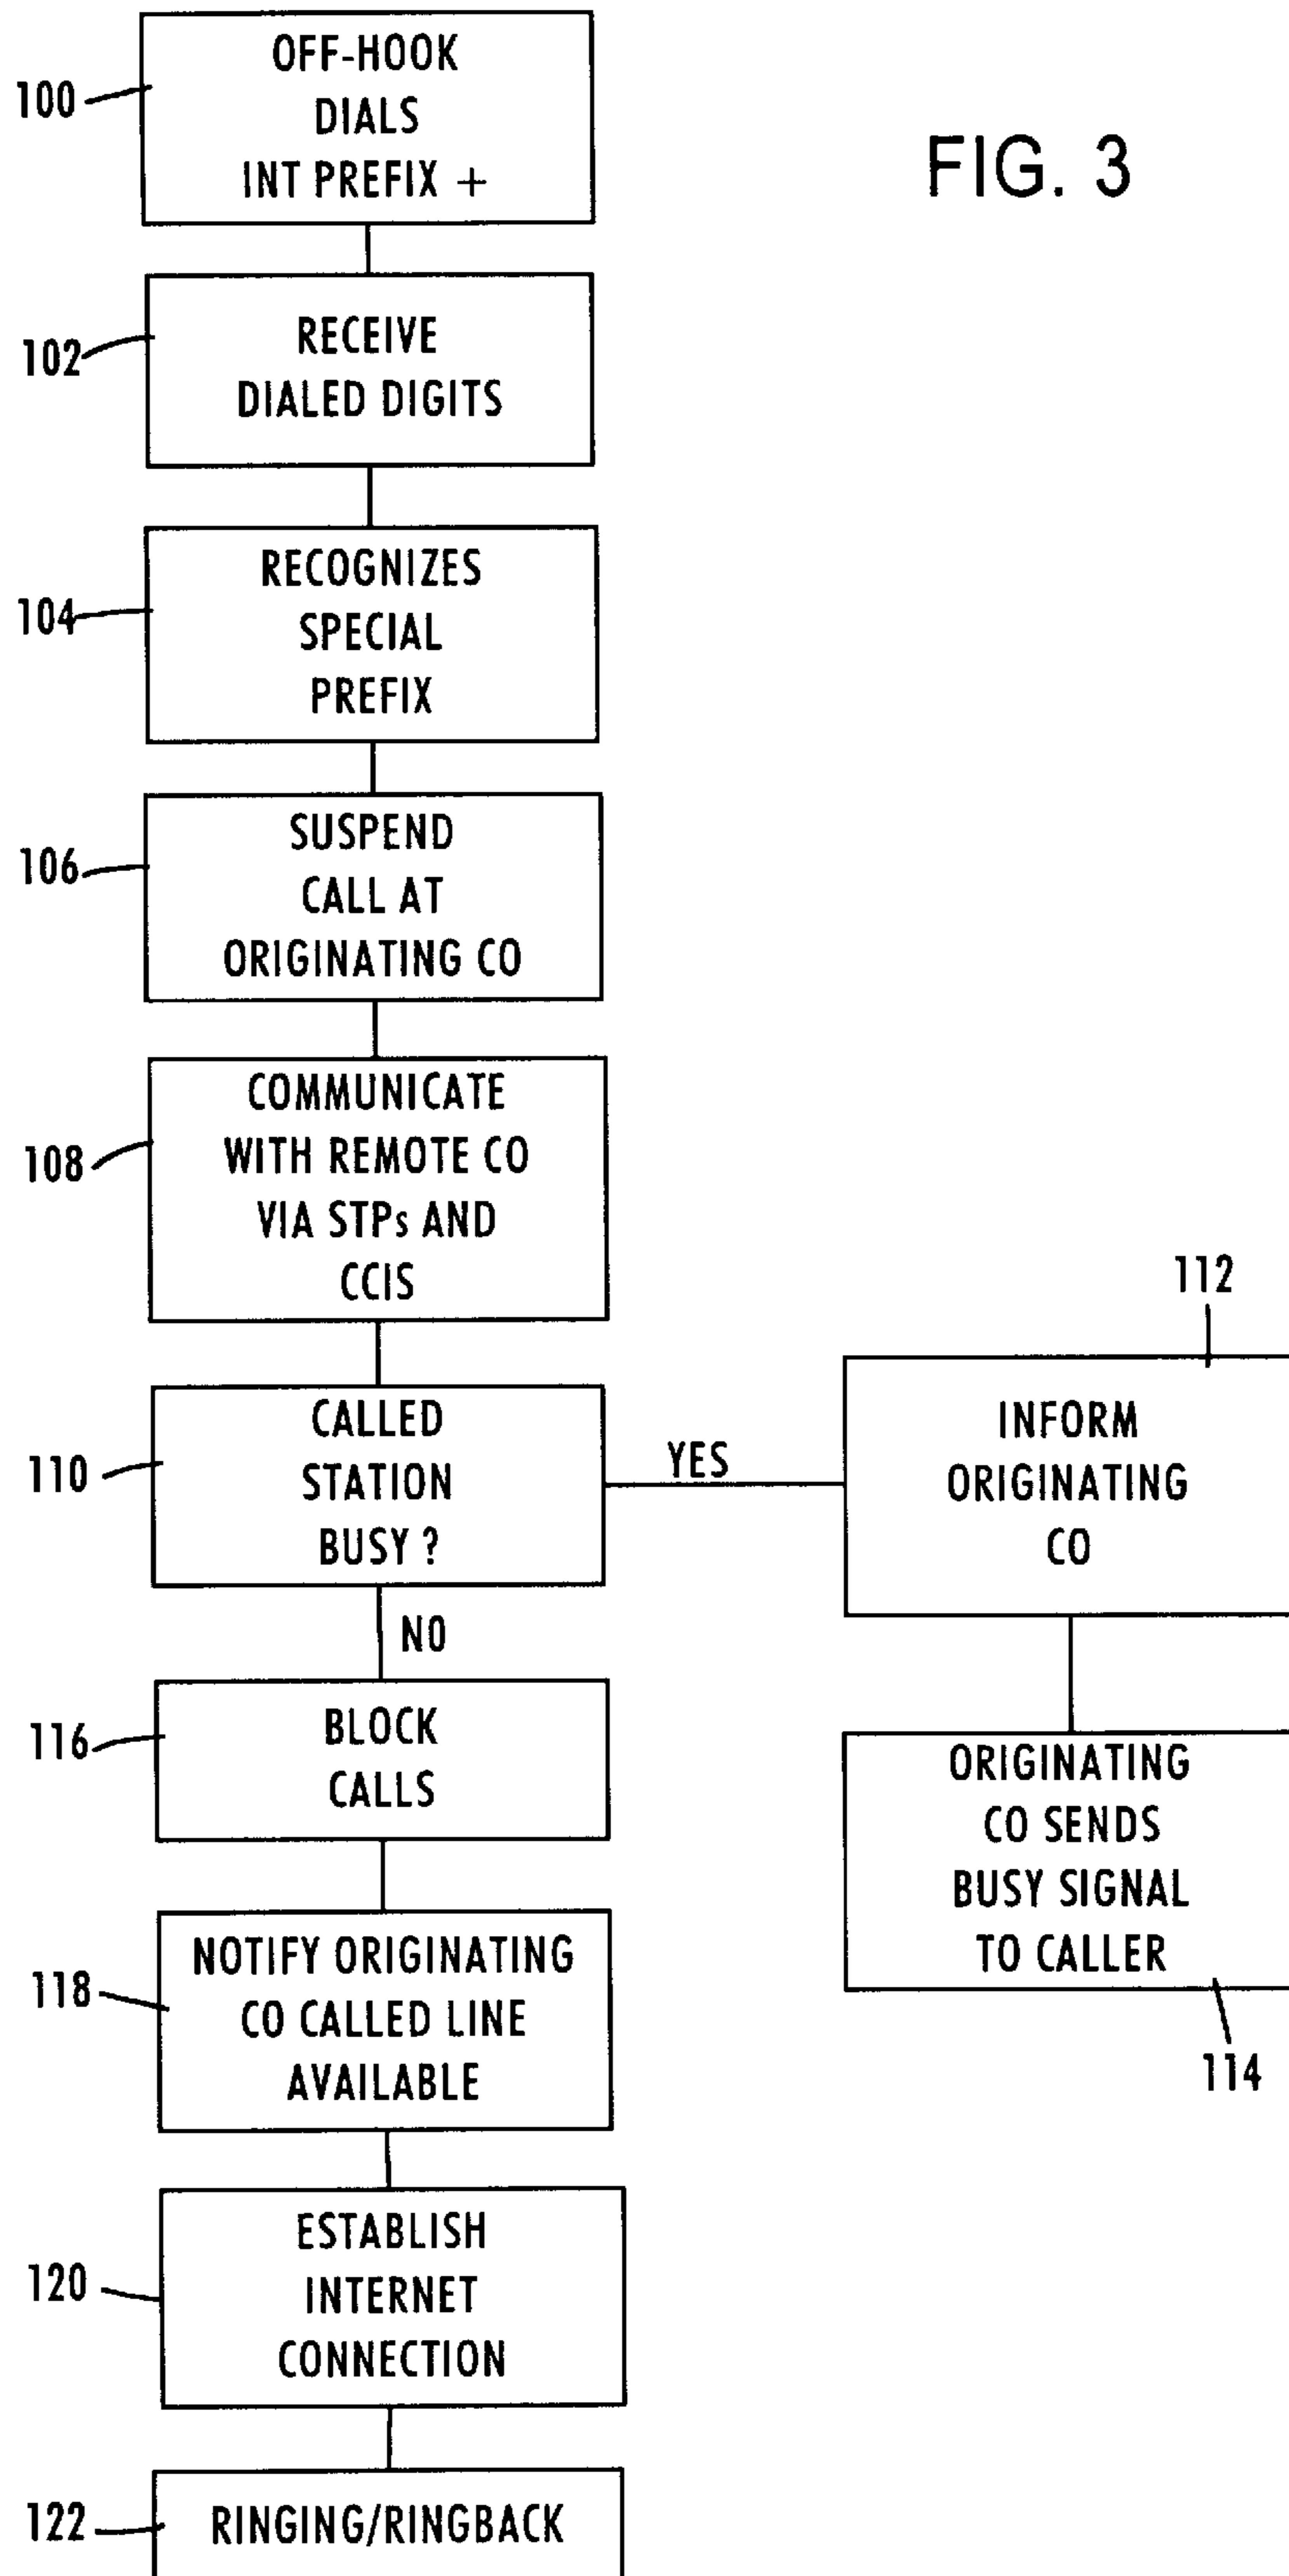 FIG. 3
100
OFF-HOOK
DIALS
INT PREFIX +
102
RECEIVE
DIALED DIGITS
104
RECOGNIZES
SPECIAL
PREFIX
106
SUSPEND
CALL AT
ORIGINATING CO
108
COMMUNICATE
WITH REMOTE CO
VIA STPs AND
CCIS
110
CALLED
STATION
BUSY ?
YES
112
INFORM
ORIGINATING
CO
ORIGINATING
CO SENDS
BUSY SIGNAL
TO CALLER
114
NO
116
BLOCK
CALLS
118
NOTIFY ORIGINATING
CO CALLED LINE
AVAILABLE
120
ESTABLISH
INTERNET
CONNECTION
122
RINGING/RINGBACK